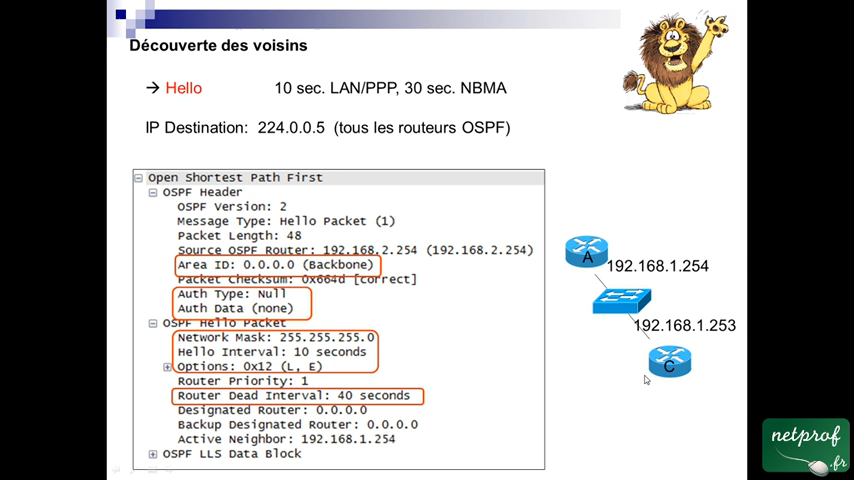 Découverte des voisins
→ Hello 10 sec. LAN/PPP, 30 sec. NBMA
IP Destination: 224.0.0.5 (tous les routeurs OSPF)
Open Shortest Path First
OSPF Header
OSPF Version: 2
Message Type: Hello Packet (1)
Packet Length: 48
Source OSPF Router: 192.168.2.254 (192.168.2.254)
Area ID: 0.0.0.0 (Backbone)
Packet Checksum: 0x664d [correct]
Auth Type: Null
Auth Data (none)
OSPF Hello Packet
Network Mask: 255.255.255.0
Hello Interval: 10 seconds
Options: 0x12 (L, E)
Router Priority: 1
Router Dead Interval: 40 seconds
Designated Router: 0.0.0.0
Backup Designated Router: 0.0.0.0
Active Neighbor: 192.168.1.254
OSPF LLS Data Block
A
192.168.1.254
192.168.1.253
C
netprof
.fr